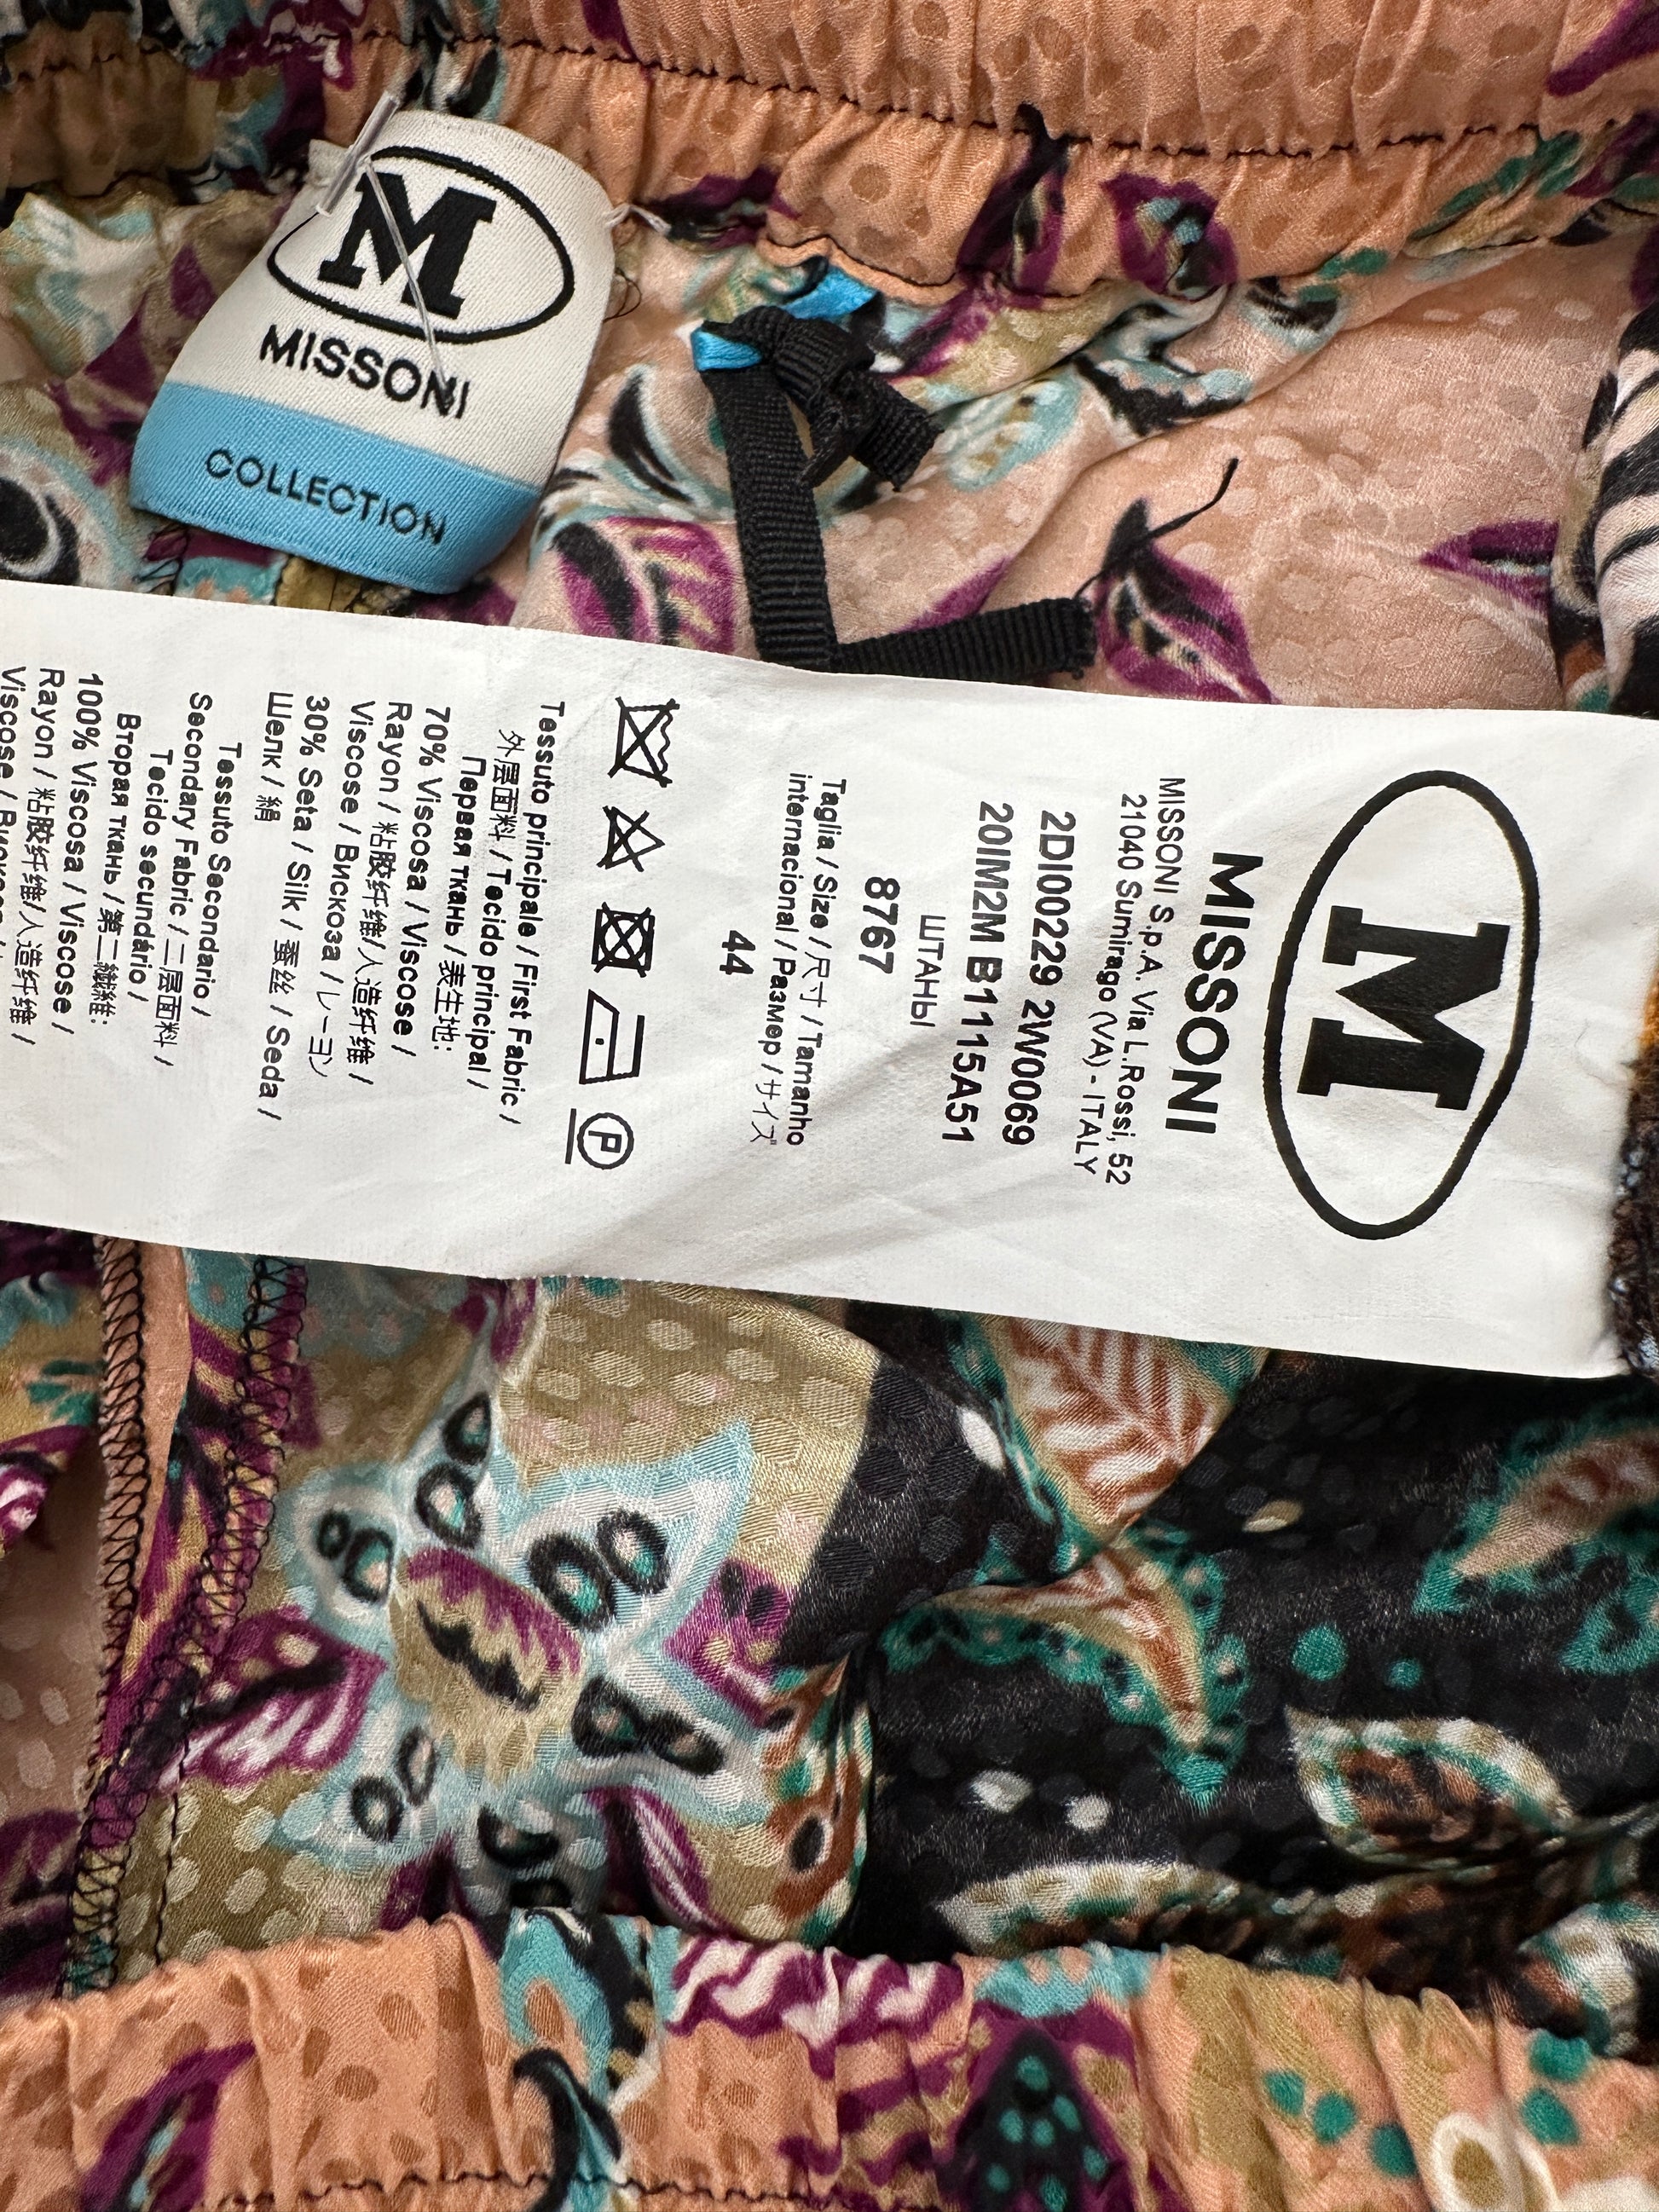 M
MISSONI
COLLECTION
M
MISSONI
MISSONI S.p.A. Via L.Rossi, 52
21040 Sumirago (VA) - ITALY
2DI00229 2W0069
20IM2M B1115A51
ШТАНЫ
8767
Taglia / Size / 尺寸 / Tamanho
internacional / Размер / サイズ
44
P
Tessuto principale / First Fabric /
外层面料 / Tecido principal /
Первая ткань / 表生地:
70% Viscosa / Viscose /
Rayon / 粘胶纤维/人造纤维 /
Viscose / Вискоза / レーヨン
30% Seta / Silk / 蚕丝 / Seda /
Шелк / 絹
Tessuto Secondario /
Secondary Fabric / 二层面料 /
Tecido secundário /
Вторая ткань / 第二繊維:
100% Viscosa / Viscose /
Rayon / 粘胶纤维/人造纤维 /
Viscose /